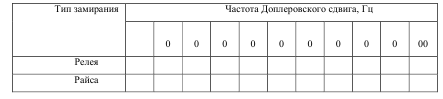 Тип замирания Частота Доплеровского сдвига, Гц
0 0 0 0 0 0 0 0 0 00
Релея
Райса